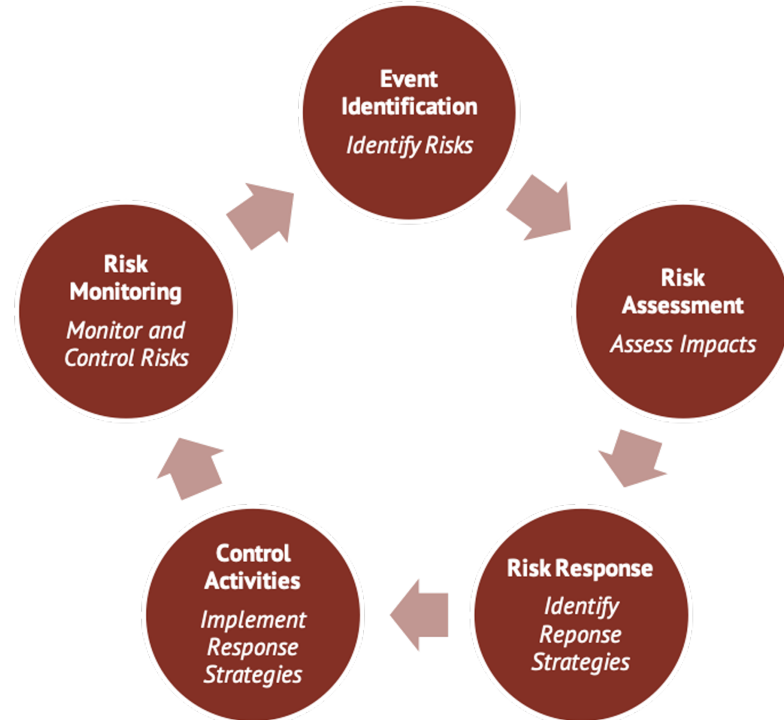 Event
Identification
Identify Risks
Risk
Assessment
Assess Impacts
Risk Response
Identify
Reponse
Strategies
Control
Activities
Implement
Response
Strategies
Risk
Monitoring
Monitor and
Control Risks